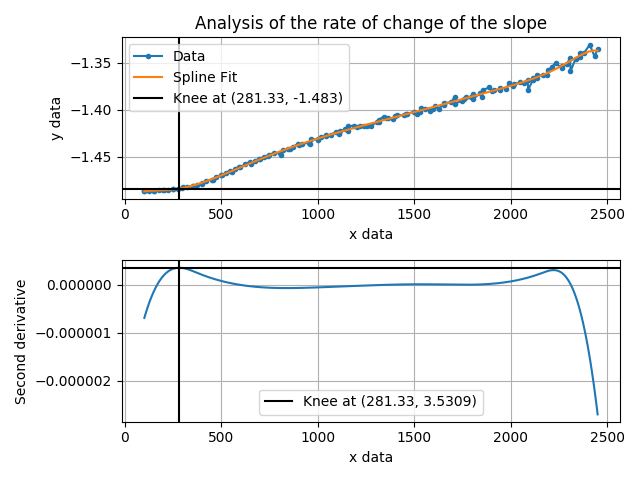 Analysis of the rate of change of the slope
Data
Spline Fit
Knee at (281.33, -1.483)
−1.35
−1.40
−1.45
y data
0 500 1000 1500 2000 2500
x data
0.000000
−0.000001
−0.000002
Second derivative
Knee at (281.33, 3.5309)
0 500 1000 1500 2000 2500
x data